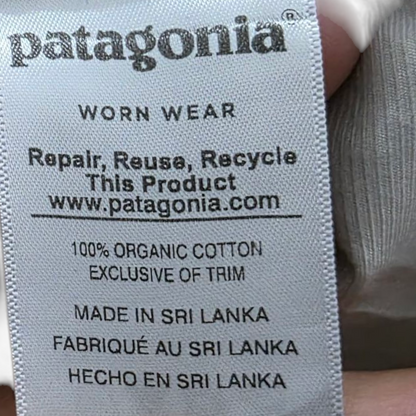 patagonia®
WORN WEAR
Repair, Reuse, Recycle
This Product
www.patagonia.com
100% ORGANIC COTTON
EXCLUSIVE OF TRIM
MADE IN SRI LANKA
FABRIQUÉ AU SRI LANKA
HECHO EN SRI LANKA